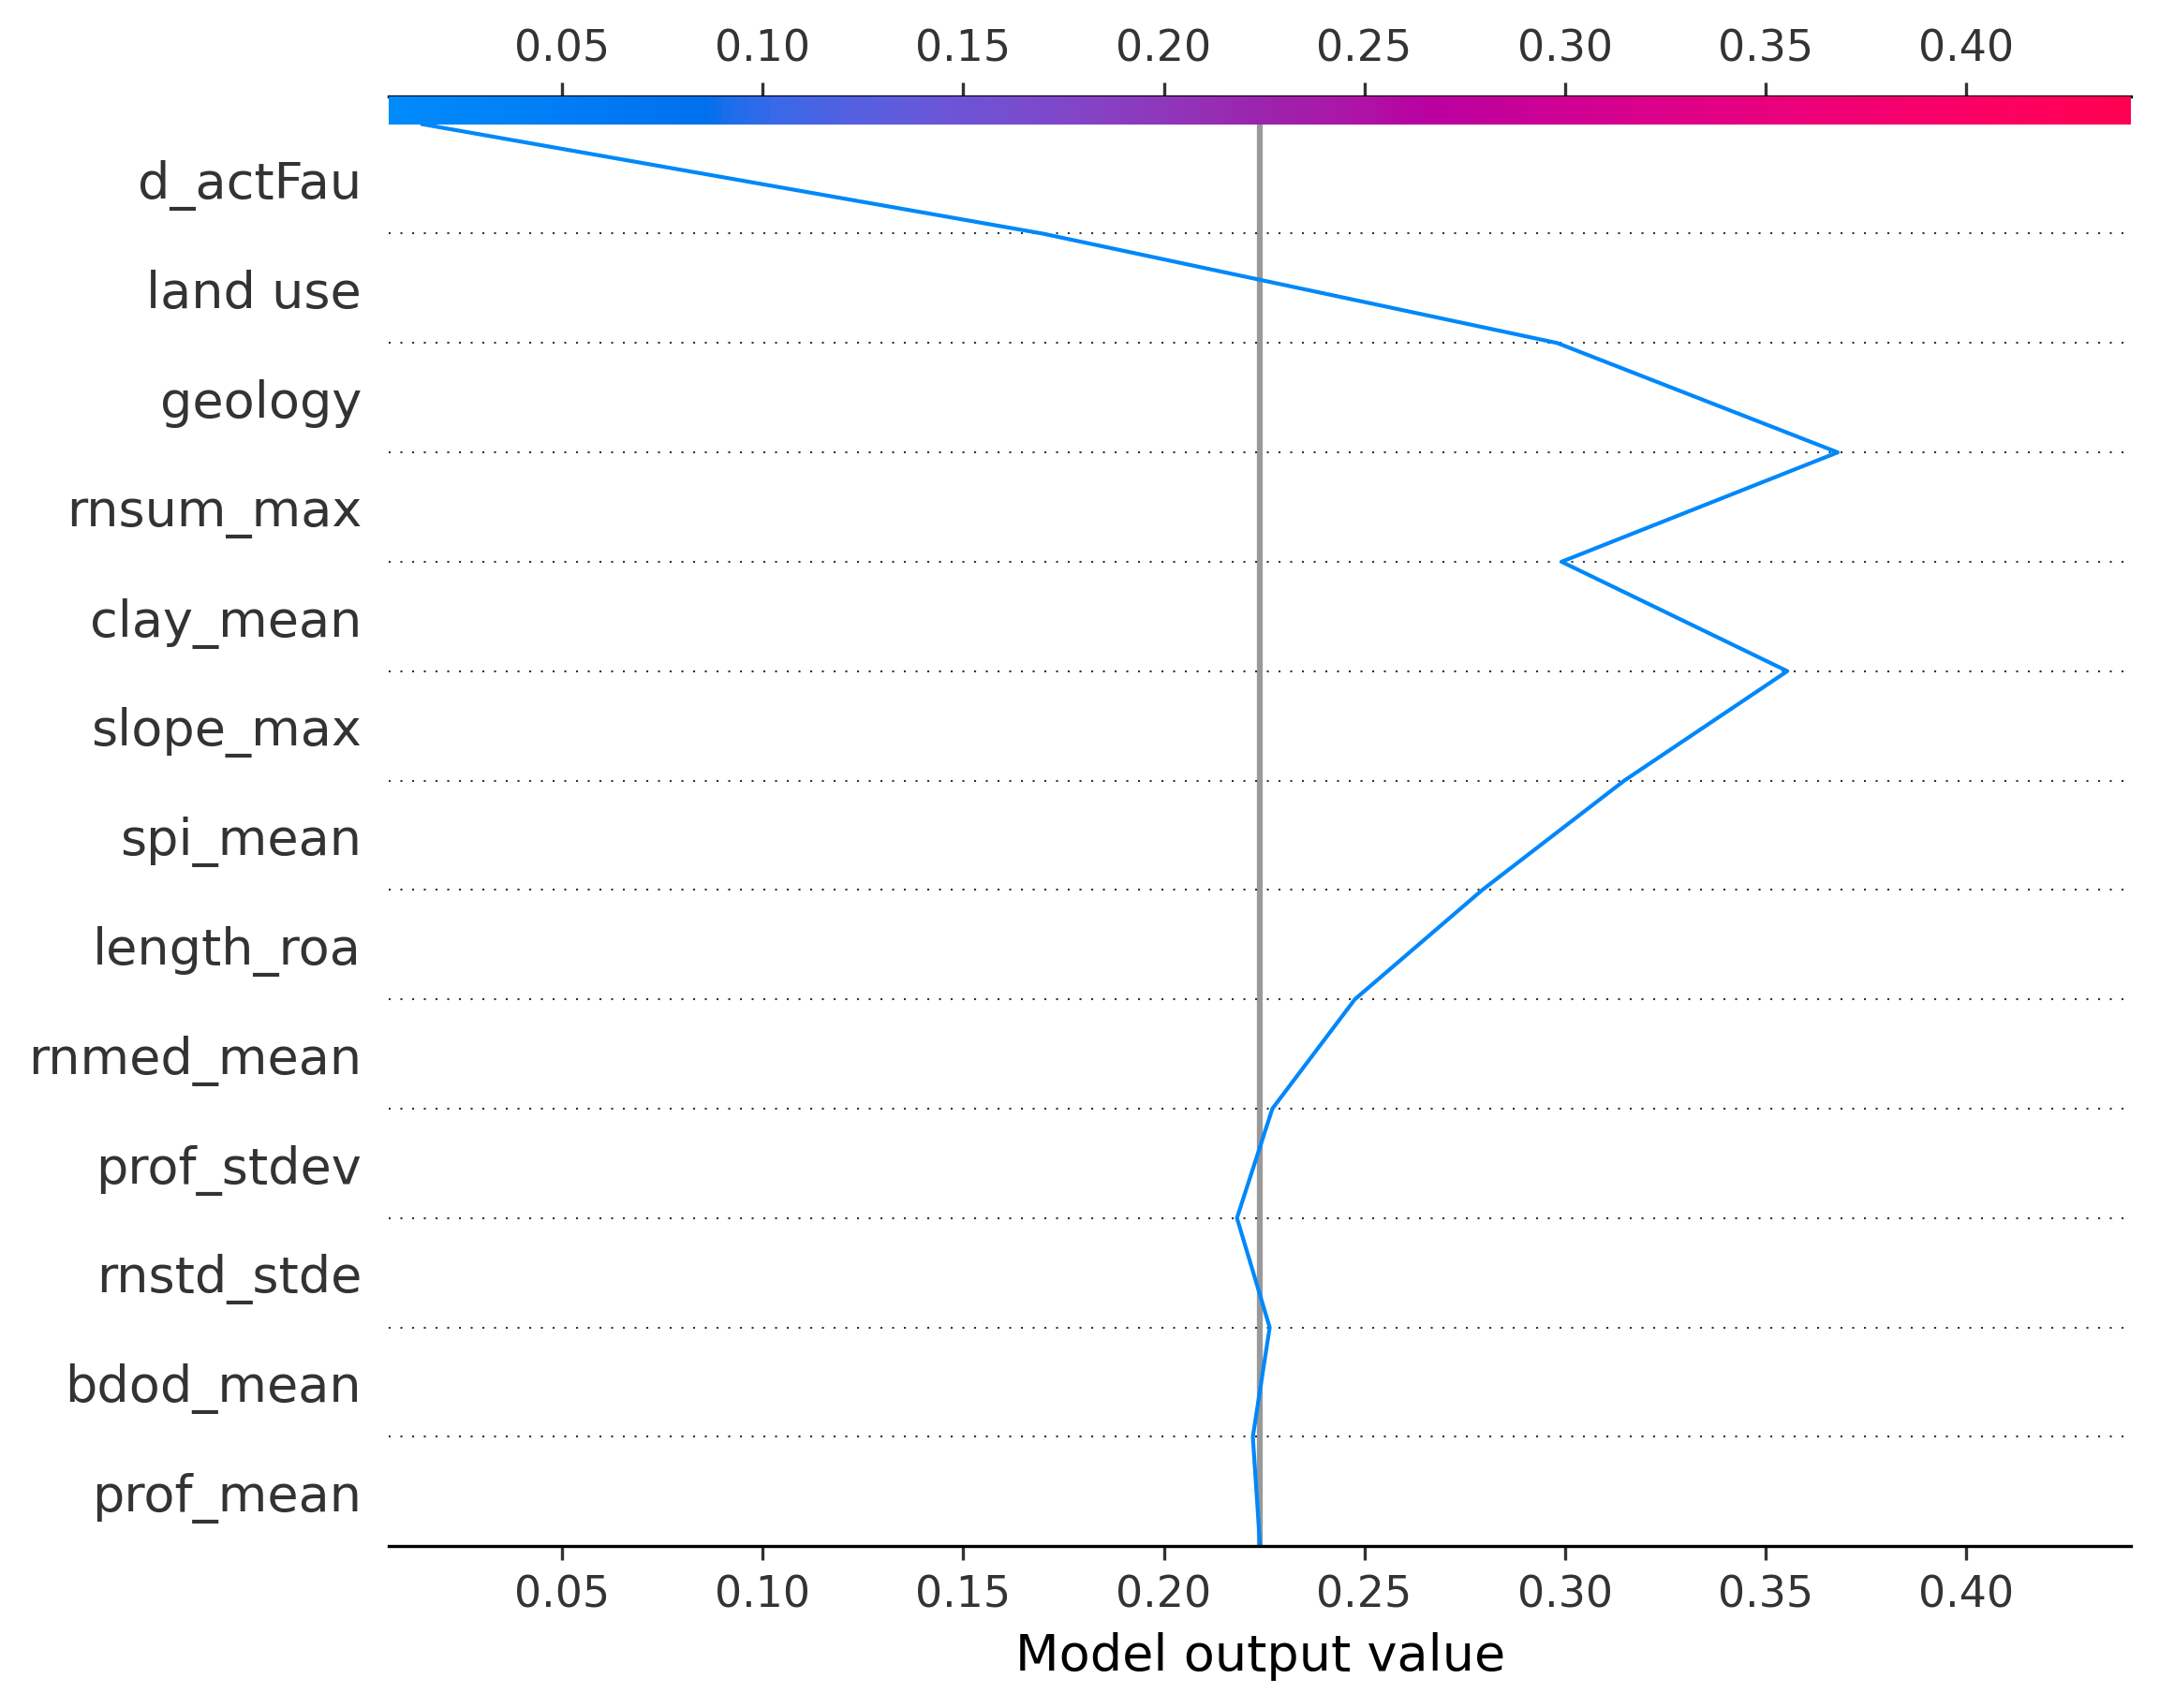 0.05 0.10 0.15 0.20 0.25 0.30 0.35 0.40
d_actFau
land use
geology
rnsum_max
clay_mean
slope_max
spi_mean
length_roa
rnmed_mean
prof_stdev
rnstd_stde
bdod_mean
prof_mean
0.05 0.10 0.15 0.20 0.25 0.30 0.35 0.40
Model output value